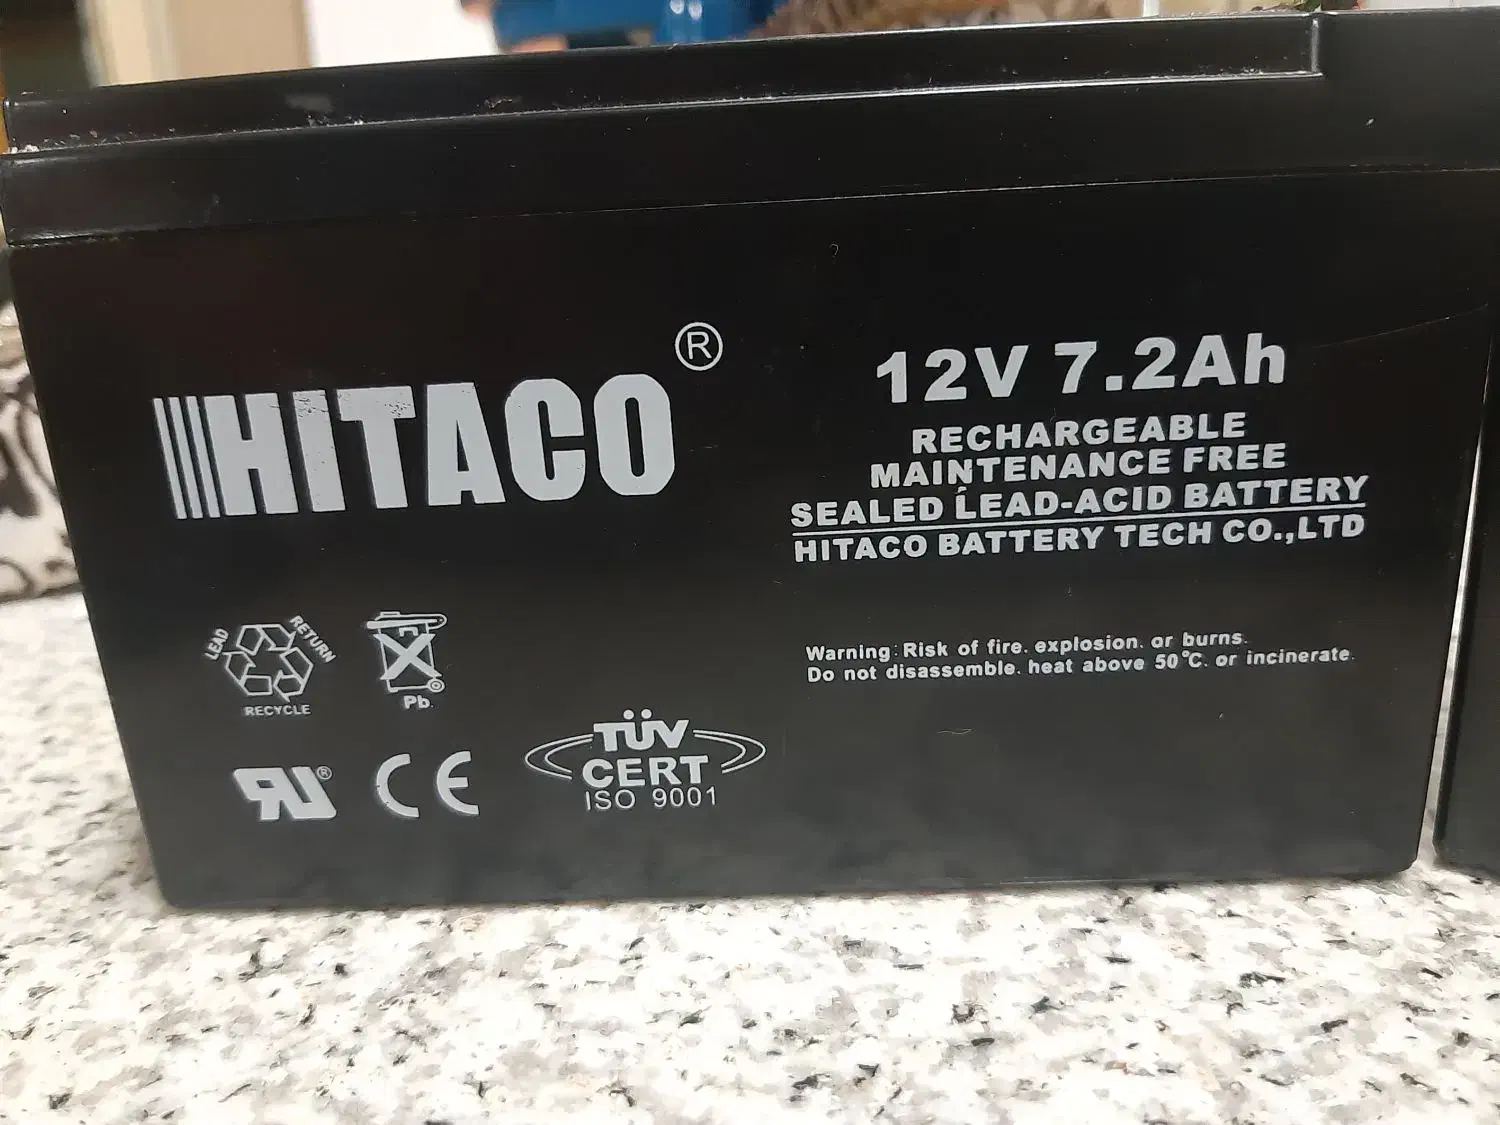 HITACO ®
12V 7.2Ah
RECHARGEABLE
MAINTENANCE FREE
SEALED LEAD-ACID BATTERY
HITACO BATTERY TECH CO.,LTD
Warning: Risk of fire. explosion. or burns.
Do not disassemble. heat above 50°C. or incinerate.
LEAD RETURN
RECYCLE
Pb.
RU ®
CE
TÜV
CERT
ISO 9001